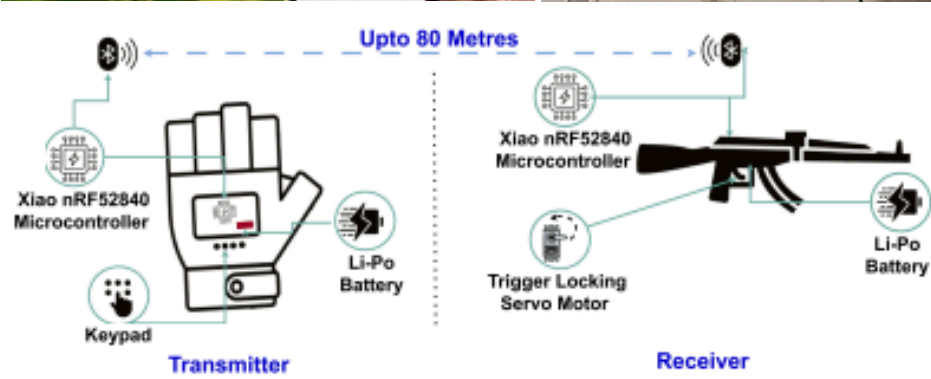 Upto 80 Metres
Xiao nRF52840
Microcontroller
Li-Po
Battery
Keypad
Transmitter
Xiao nRF52840
Microcontroller
Trigger Locking
Servo Motor
Li-Po
Battery
Receiver